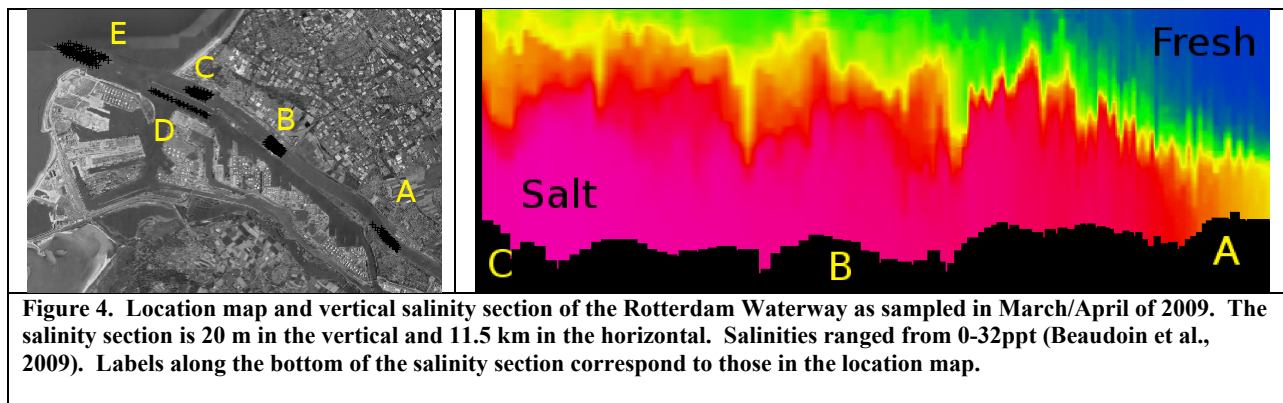 E
C
B
D
A
Fresh
Salt
C
B
A
Figure 4. Location map and vertical salinity section of the Rotterdam Waterway as sampled in March/April of 2009. The
salinity section is 20 m in the vertical and 11.5 km in the horizontal. Salinities ranged from 0-32ppt (Beaudoin et al.,
2009). Labels along the bottom of the salinity section correspond to those in the location map.